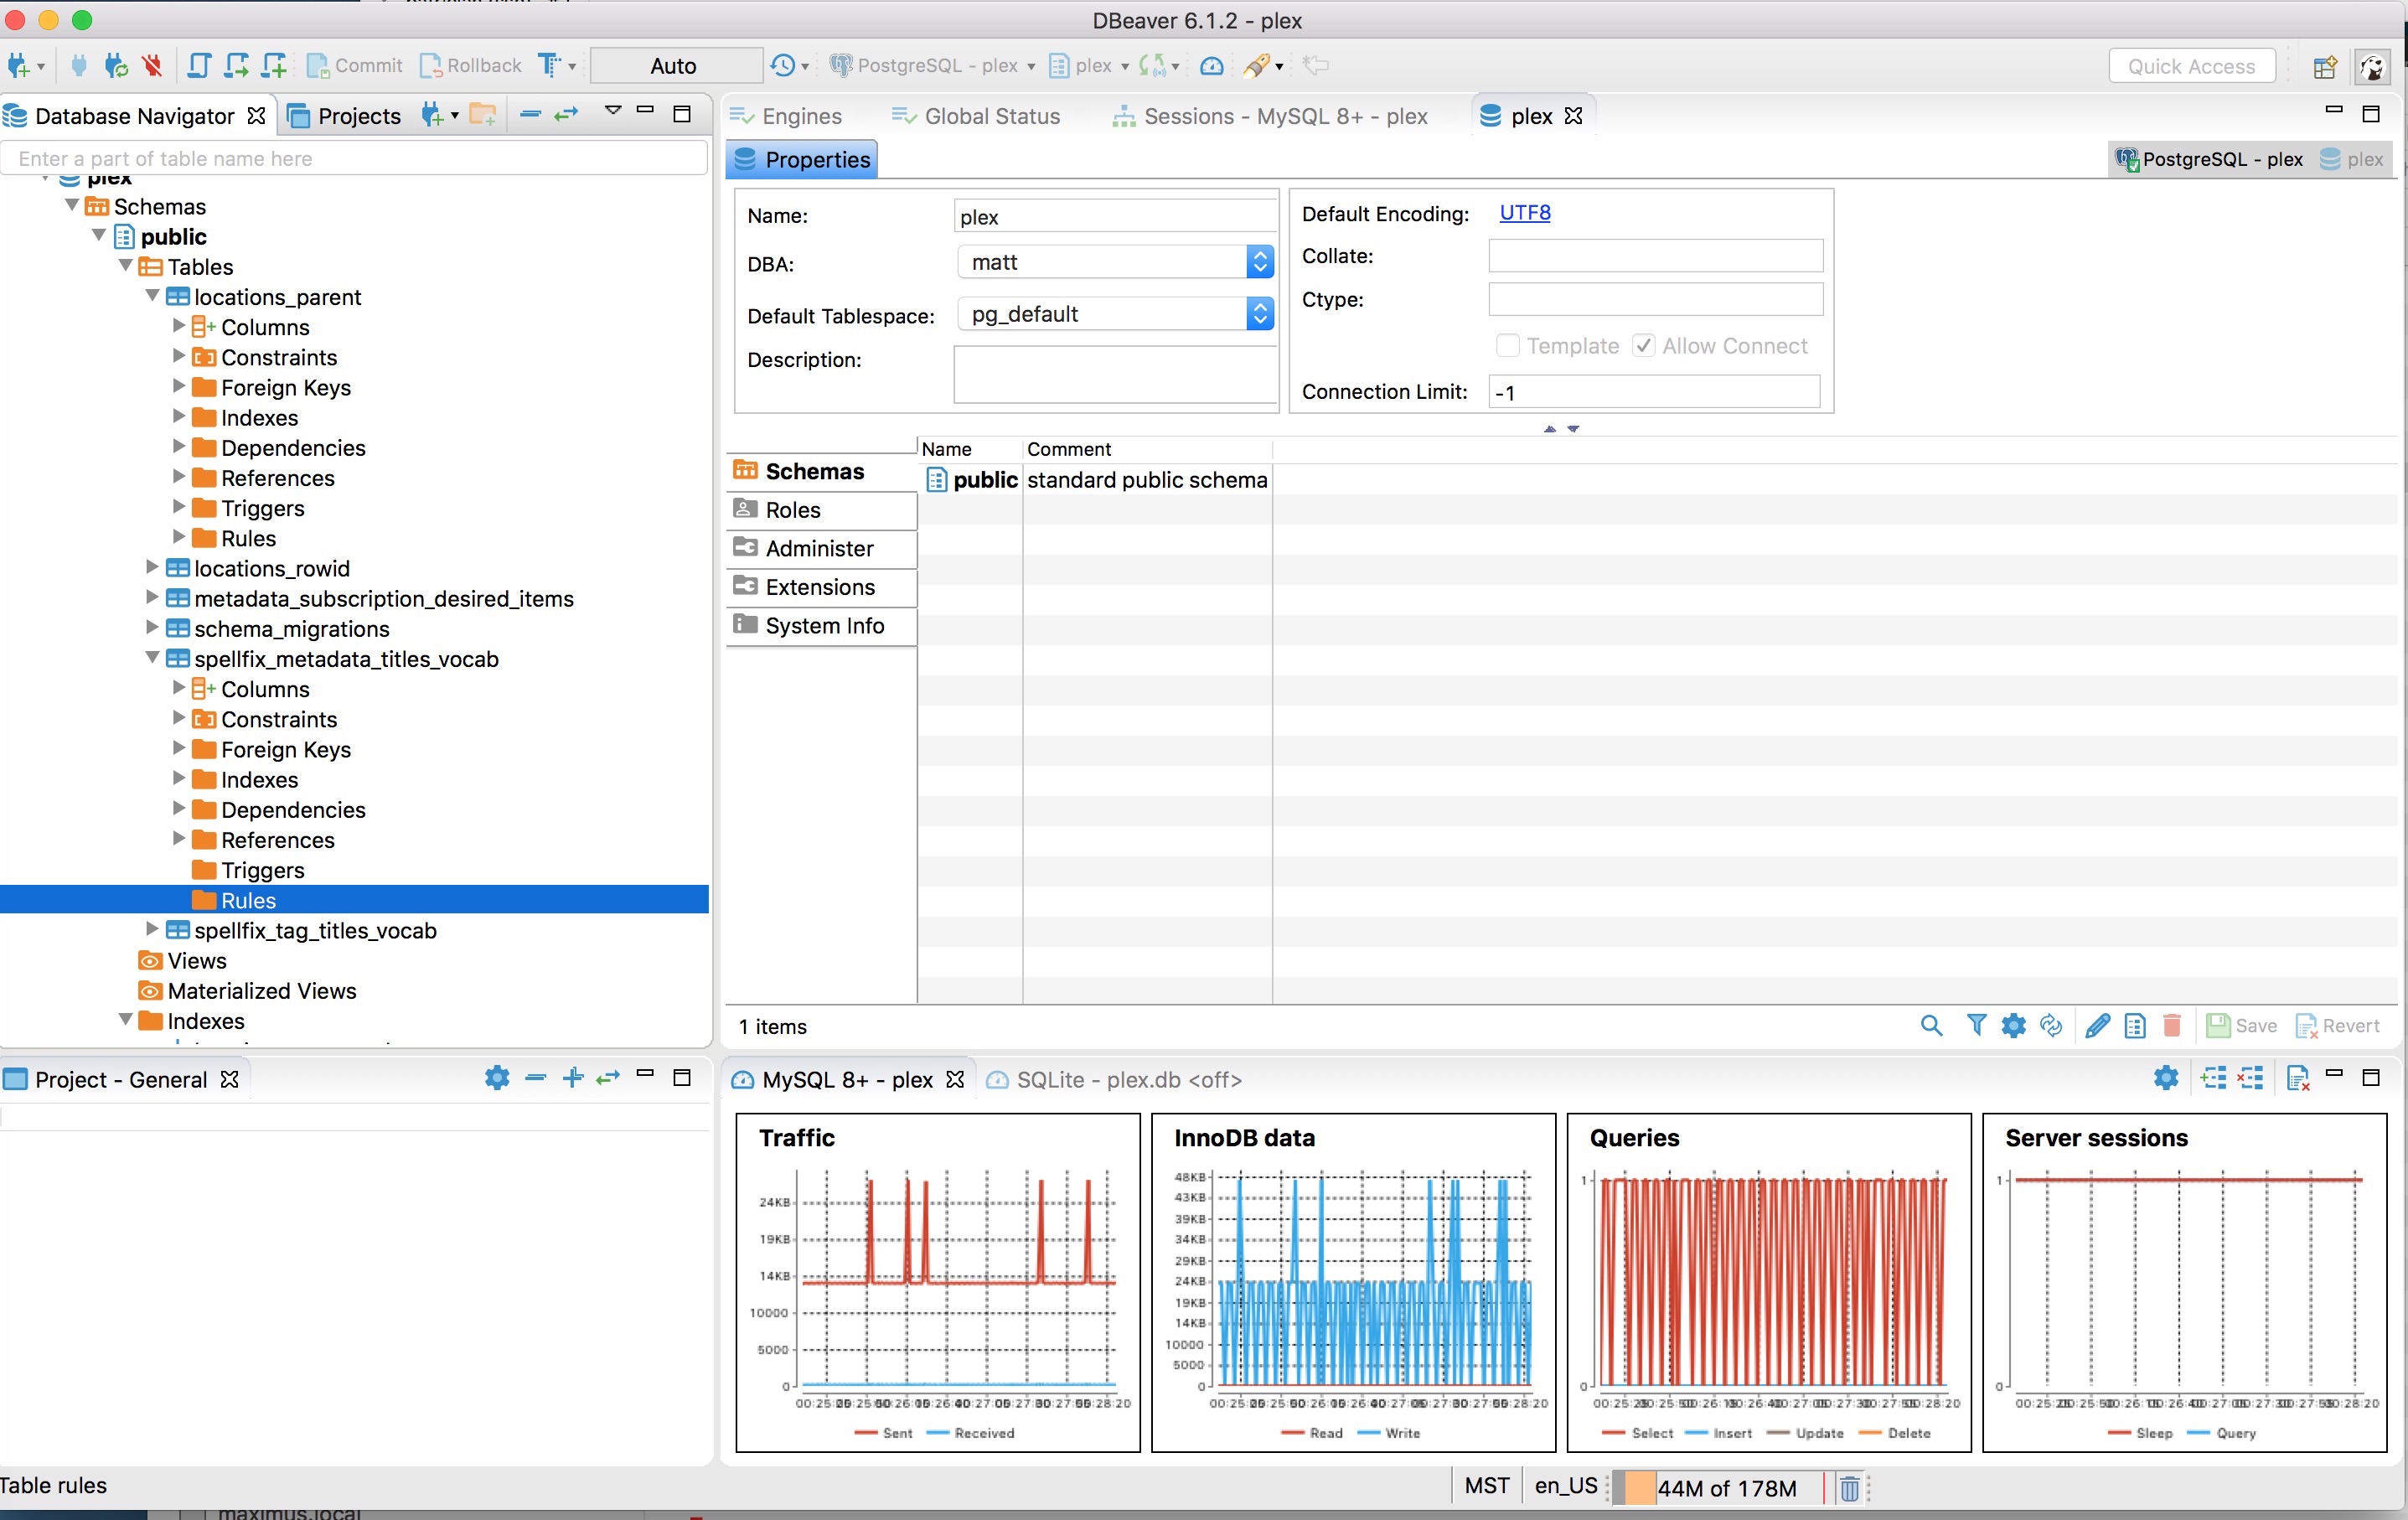 DBeaver 6.1.2 - plex
Commit
Rollback
Auto
PostgreSQL - plex
plex
Quick Access
Database Navigator
Projects
Enter a part of table name here
plex
Schemas
public
Tables
locations_parent
Columns
Constraints
Foreign Keys
Indexes
Dependencies
References
Triggers
Rules
locations_rowid
metadata_subscription_desired_items
schema_migrations
spellfix_metadata_titles_vocab
Columns
Constraints
Foreign Keys
Indexes
Dependencies
References
Triggers
Rules
spellfix_tag_titles_vocab
Views
Materialized Views
Indexes
Engines
Global Status
Sessions - MySQL 8+ - plex
plex
Properties
PostgreSQL - plex
plex
Name:
plex
DBA:
matt
Default Tablespace:
pg_default
Description:
Default Encoding:
UTF8
Collate:
Ctype:
Template
Allow Connect
Connection Limit:
-1
Schemas
Roles
Administer
Extensions
System Info
Name
Comment
public
standard public schema
1 items
Save
Revert
Project - General
MySQL 8+ - plex
SQLite - plex.db <off>
Traffic
24KB
19KB
14KB
10000
5000
0
Sent
Received
InnoDB data
48KB
43KB
39KB
34KB
29KB
24KB
19KB
14KB
10000
5000
0
Read
Write
Queries
1
0
Select
Insert
Update
Delete
Server sessions
1
0
Sleep
Query
Table rules
MST
en_US
44M of 178M
maximus.local